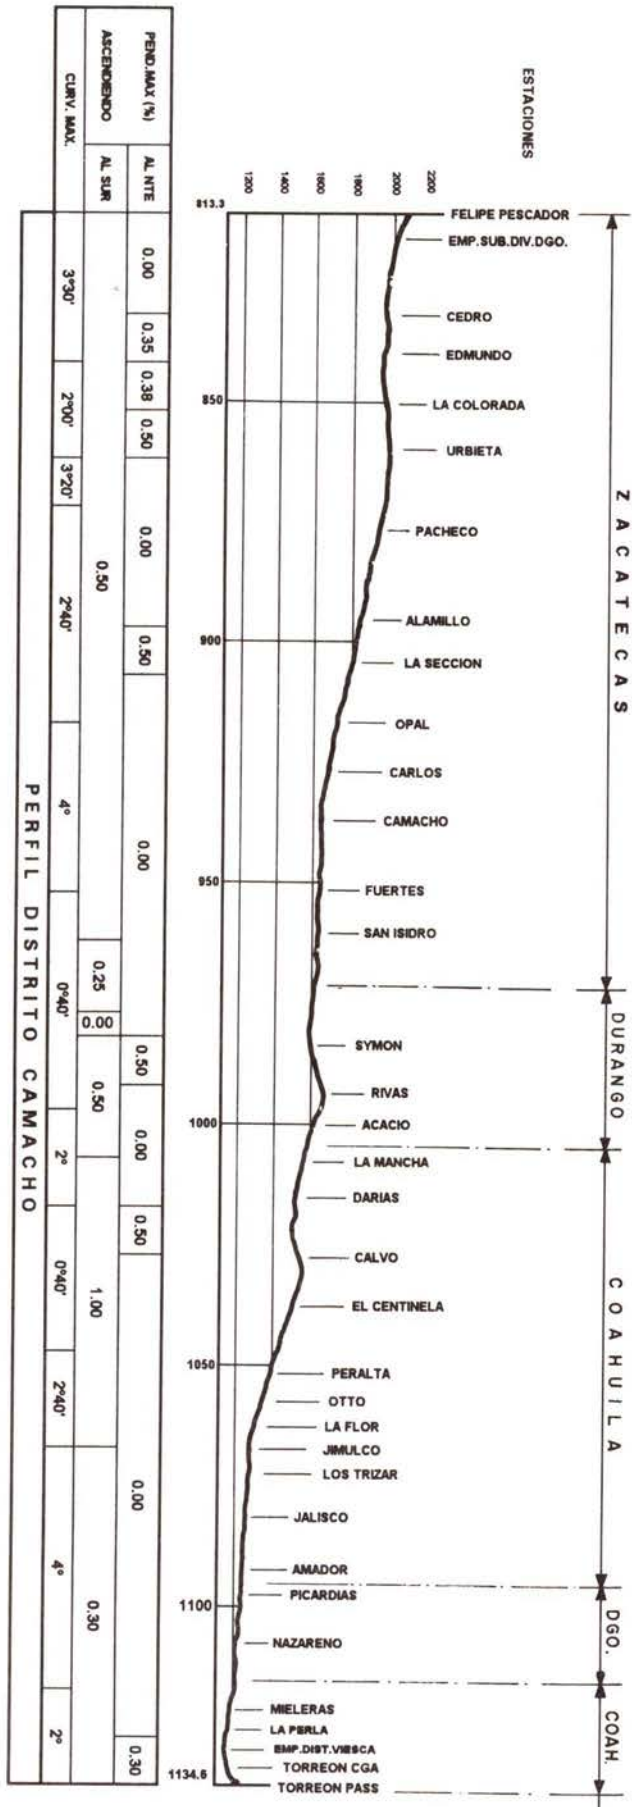 ESTACIONES
ZACATECAS
DURANGO
COAHUILA
DGO.
COAH.
FELIPE PESCADOR
EMP.SUB.DIV.DGO.
CEDRO
EDMUNDO
LA COLORADA
URBIETA
PACHECO
ALAMILLO
LA SECCION
OPAL
CARLOS
CAMACHO
FUERTES
SAN ISIDRO
SYMON
RIVAS
ACACIO
LA MANCHA
DARIAS
CALVO
EL CENTINELA
PERALTA
OTTO
LA FLOR
JIMULCO
LOS TRIZAR
JALISCO
AMADOR
PICARDIAS
NAZARENO
MIELERAS
LA PERLA
EMP.DIST.VIESCA
TORREON CGA
TORREON PASS
2200
2000
1800
1600
1400
1200
813.3
850
900
950
1000
1050
1100
1134.6
PEND.MAX (%)
ASCENDIENDO
AL NTE
0.00
0.35
0.38
0.50
0.00
0.50
0.00
0.50
0.00
0.50
0.00
0.30
AL SUR
0.50
0.25
0.00
0.50
1.00
0.30
CURV. MAX.
3°30'
2°00'
3°20'
2°40'
4°
0°40'
2°
0°40'
2°40'
4°
2°
PERFIL DISTRITO CAMACHO